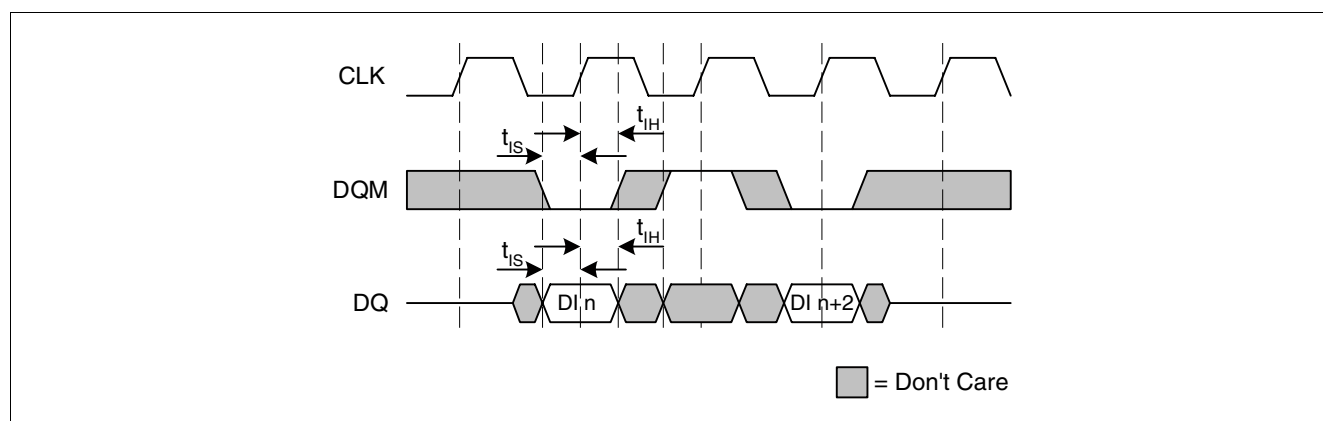 CLK
tIH
tIS
DQM
tIH
tIS
DQ
DI n
DI n+2
= Don't Care